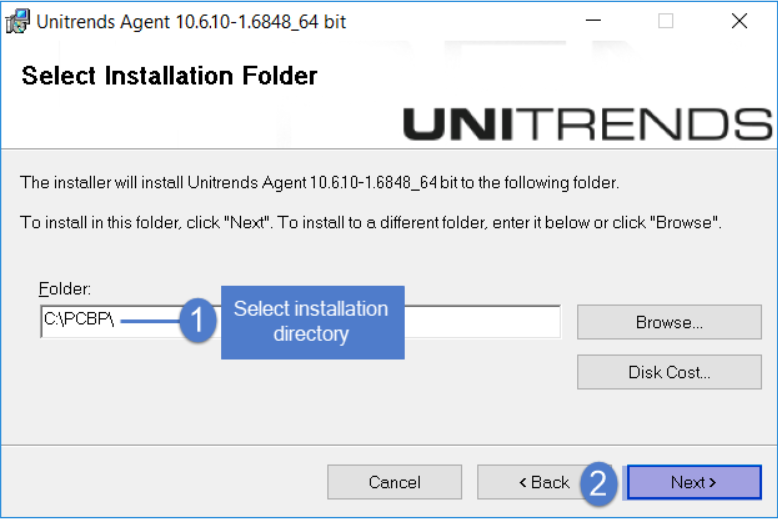 Unitrends Agent 10.6.10-1.6848_64 bit
Select Installation Folder
UNITRENDS
The installer will install Unitrends Agent 10.6.10-1.6848_64 bit to the following folder.
To install in this folder, click "Next". To install to a different folder, enter it below or click "Browse".
Folder:
C:\PCBP\
1
Select installation
directory
Browse...
Disk Cost...
Cancel
< Back
2
Next >